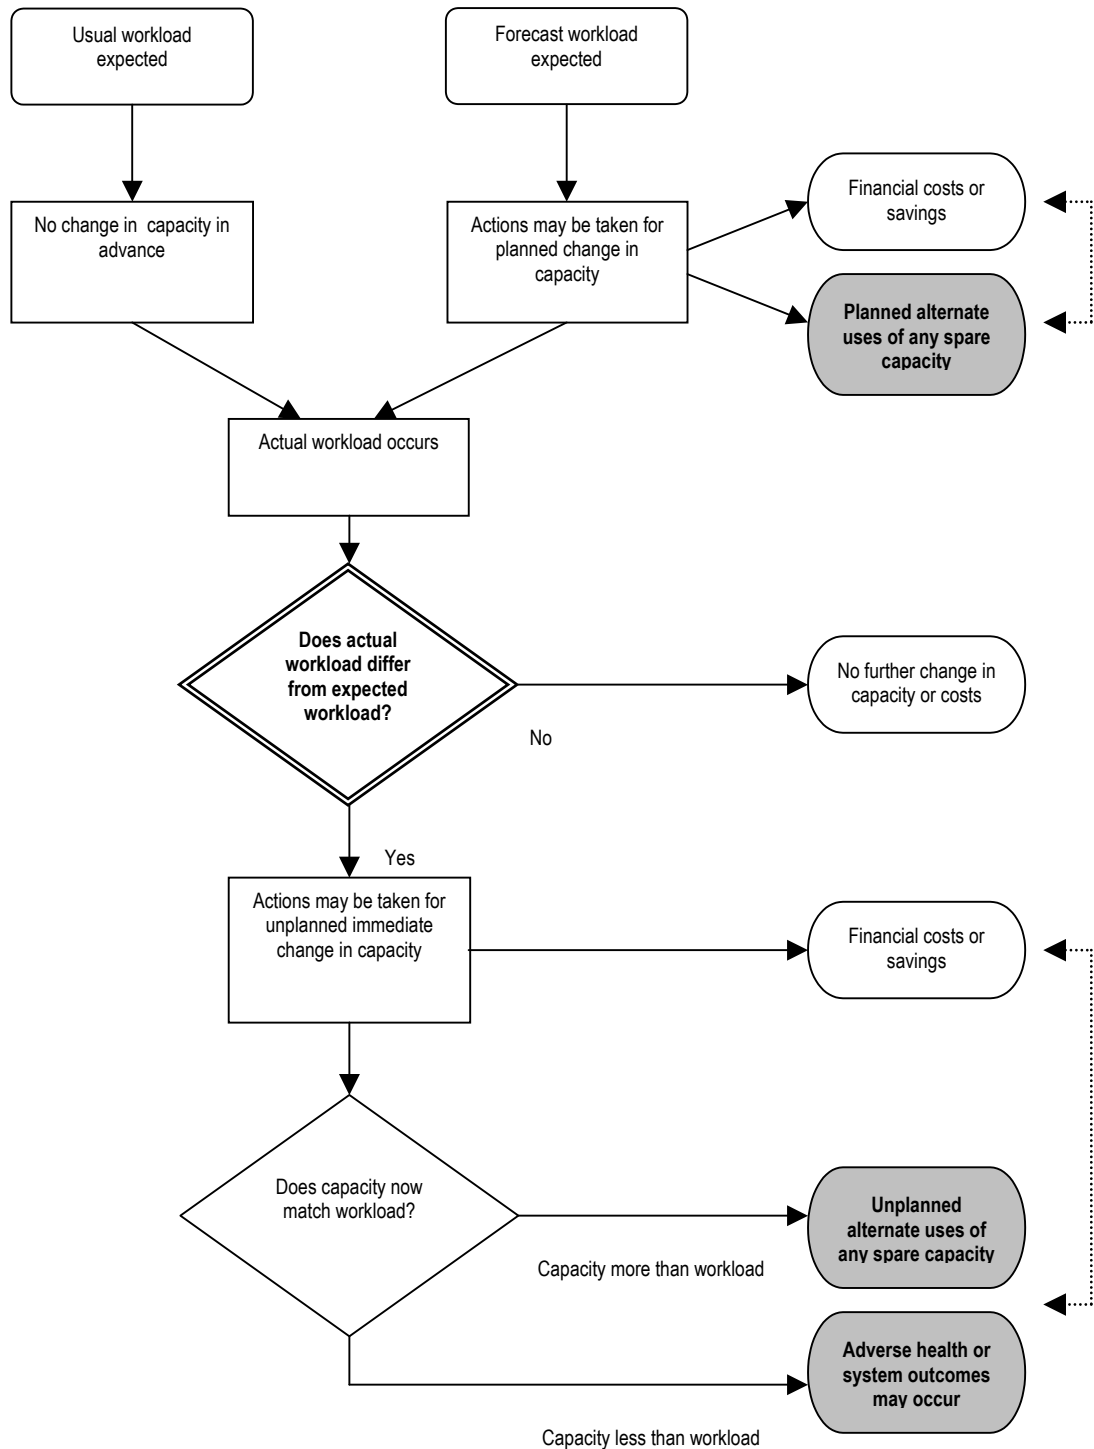 Usual workload
expected
Forecast workload
expected
No change in capacity in
advance
Actions may be taken for
planned change in
capacity
Financial costs or
savings
Planned alternate
uses of any spare
capacity
Actual workload occurs
Does actual
workload differ
from expected
workload?
No
No further change in
capacity or costs
Yes
Actions may be taken for
unplanned immediate
change in capacity
Financial costs or
savings
Does capacity now
match workload?
Capacity more than workload
Unplanned
alternate uses of
any spare capacity
Capacity less than workload
Adverse health or
system outcomes
may occur